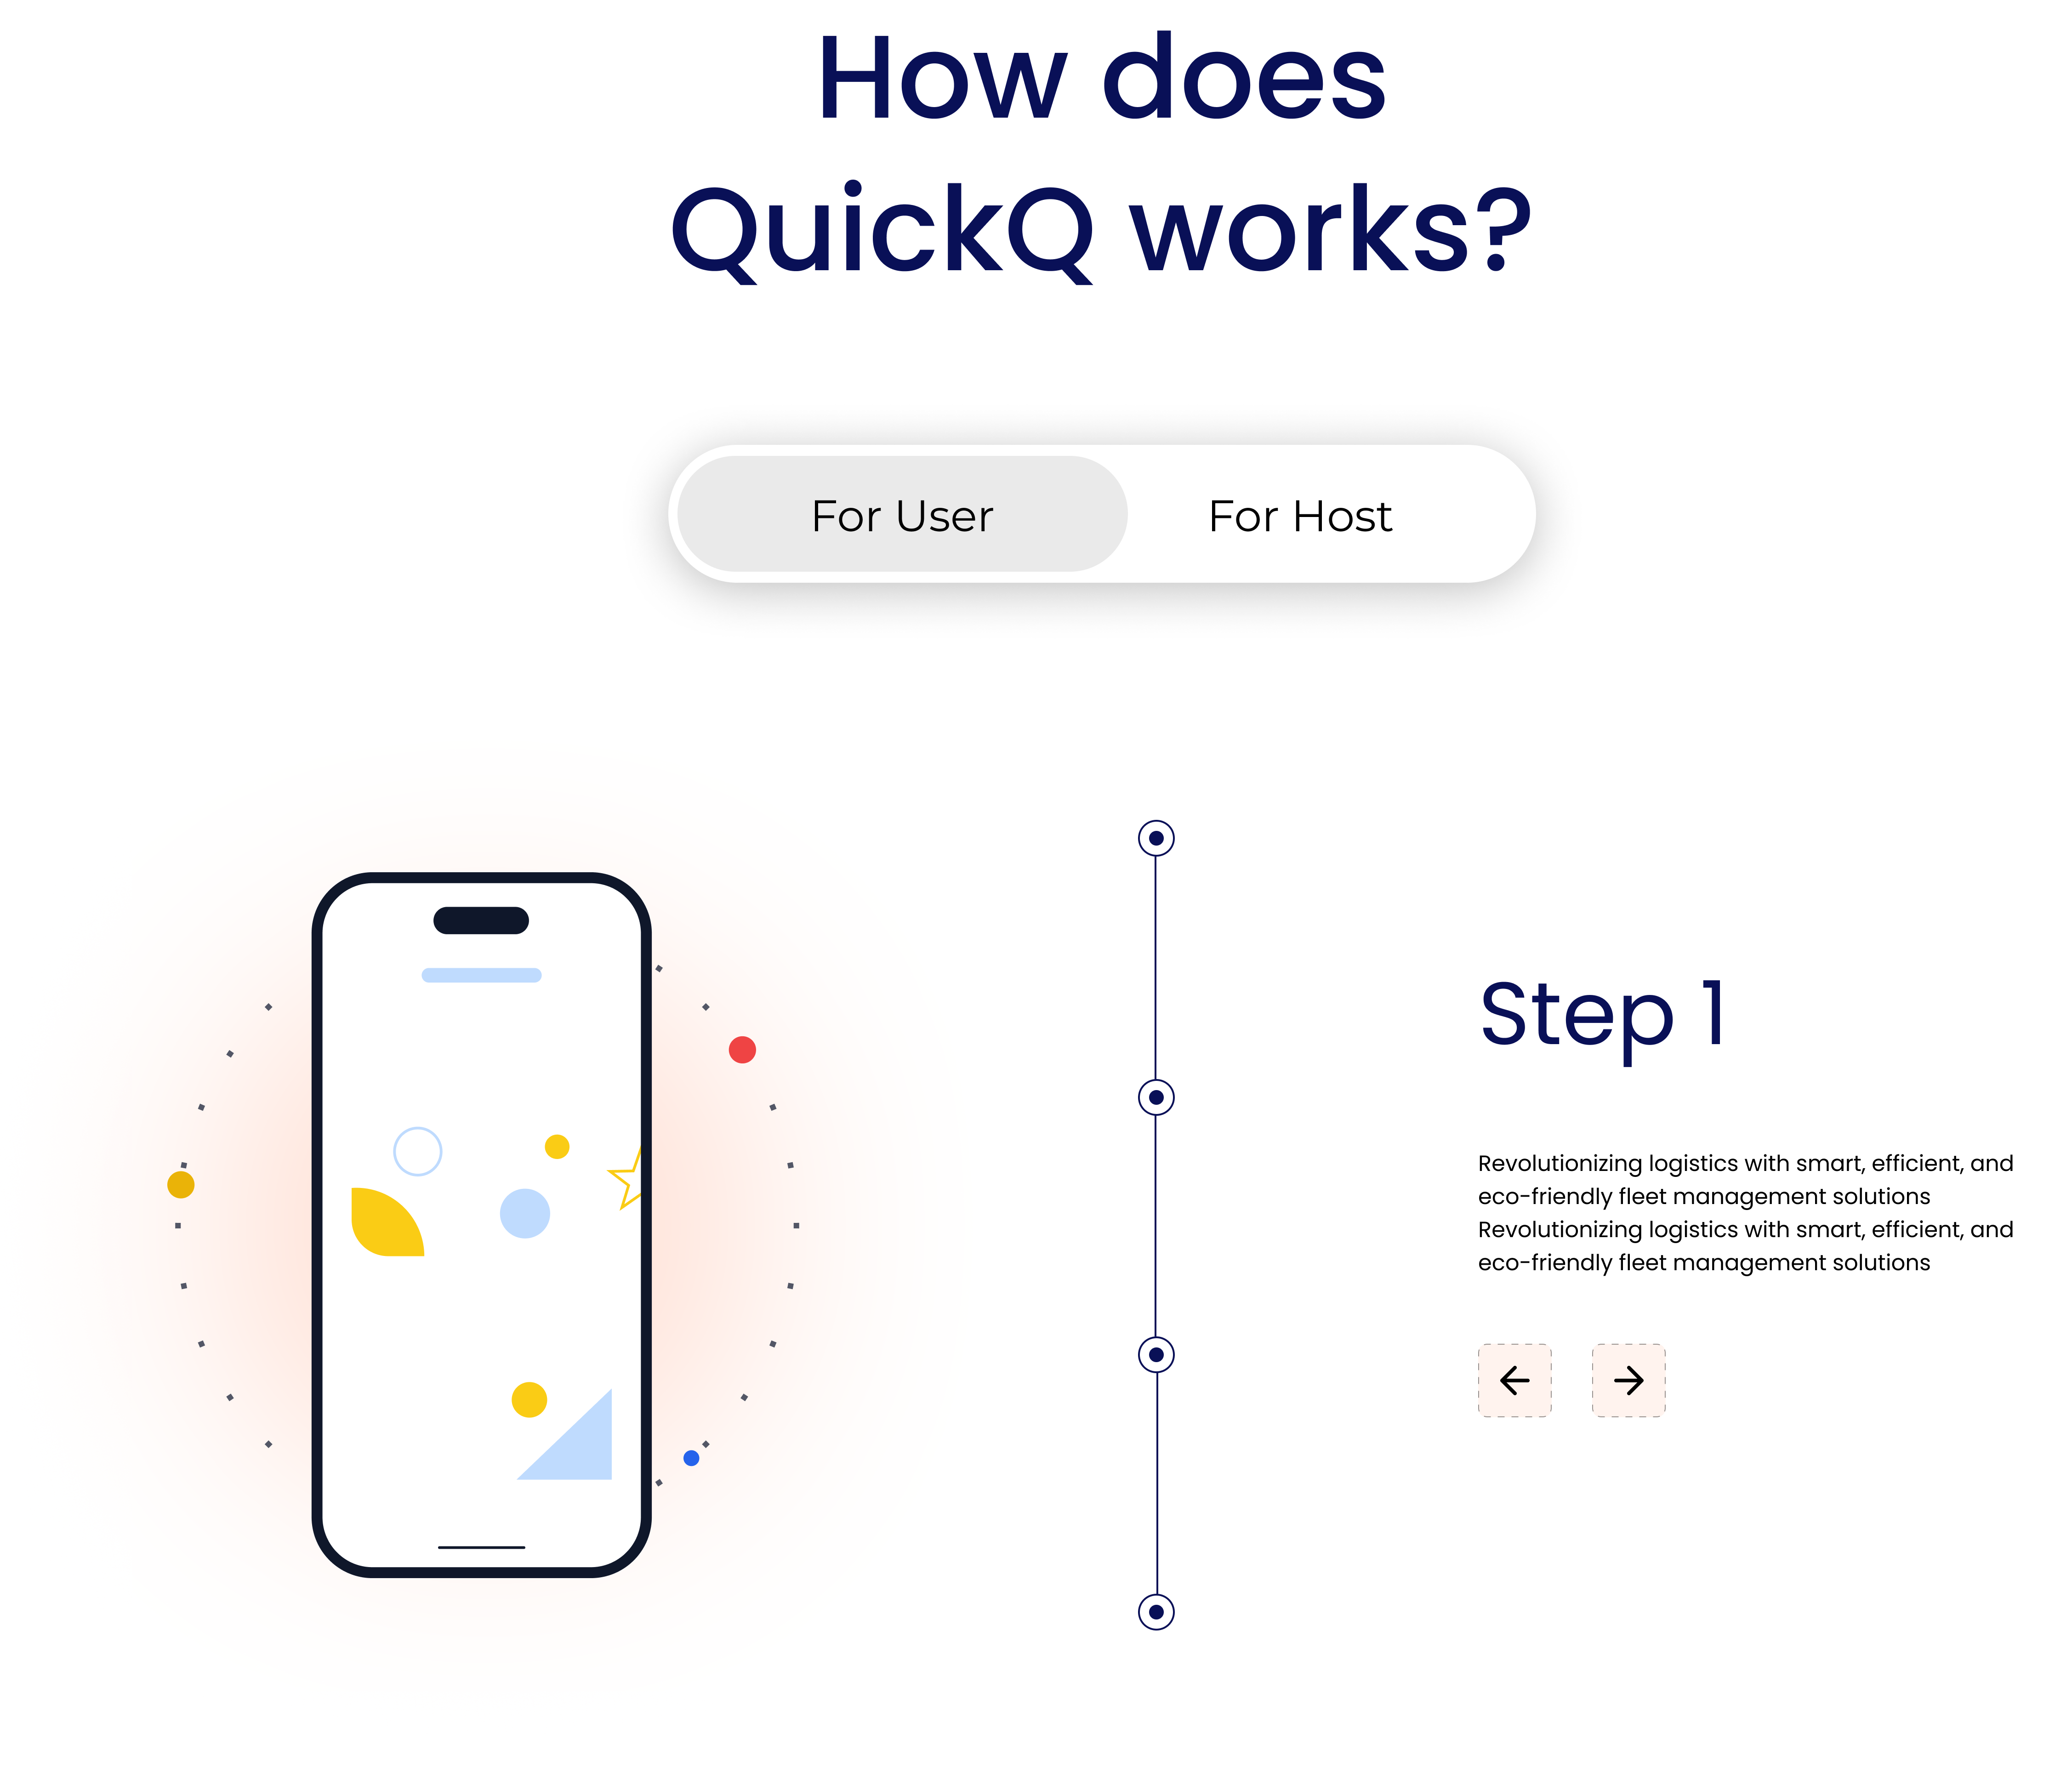 How does
QuickQ works?
For User
For Host
Step 1
Revolutionizing logistics with smart, efficient, and
eco-friendly fleet management solutions
Revolutionizing logistics with smart, efficient, and
eco-friendly fleet management solutions